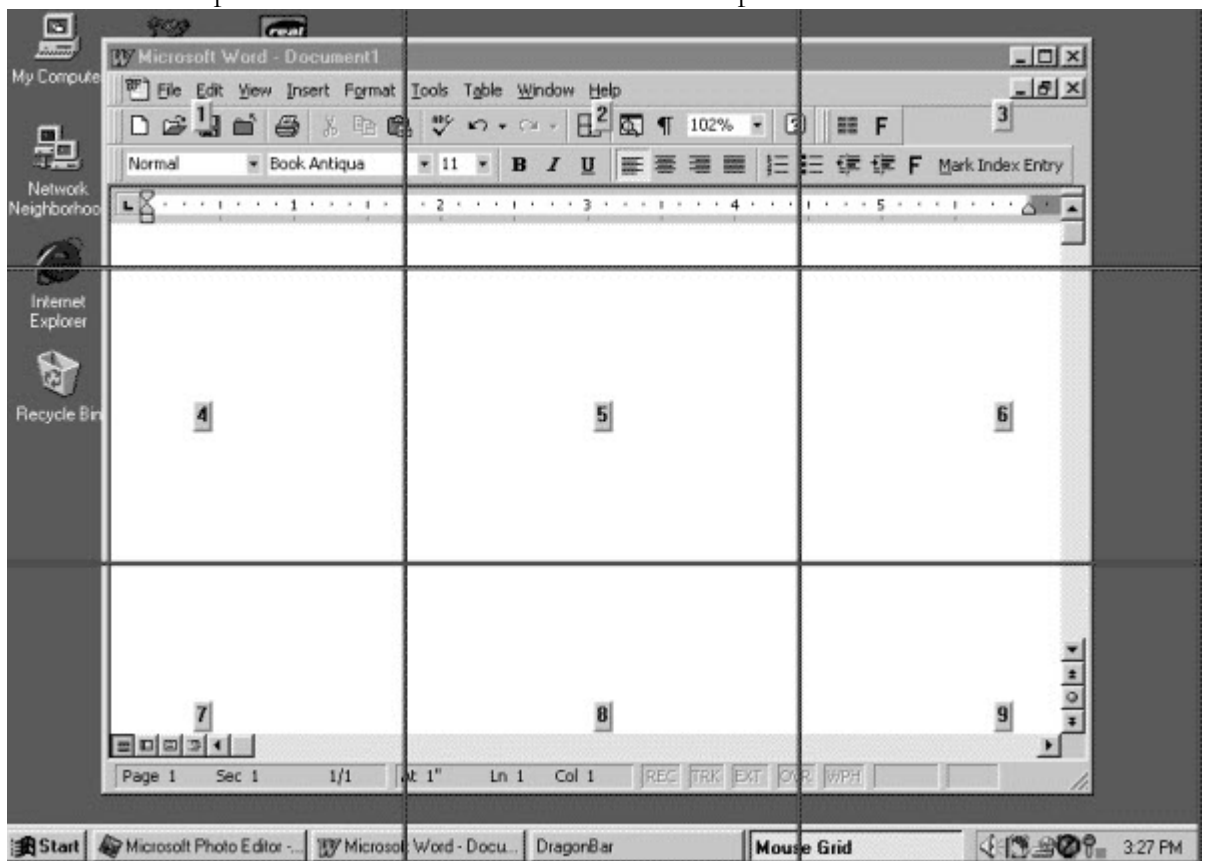 real
Microsoft Word - Document1
My Compute
File Edit View Insert Format Tools Table Window Help
1 2 3
102% F
Normal Book Antiqua 11 B I U F Mark Index Entry
Network
Neighborhoo
1 2 3 4 5
Internet
Explorer
Recycle Bin
4 5 6
7 8 9
Page 1 Sec 1 1/1 At 1" Ln 1 Col 1 REC TRK EXT OVR WPH
Start Microsoft Photo Editor -... Microsoft Word - Docu... DragonBar Mouse Grid 3:27 PM